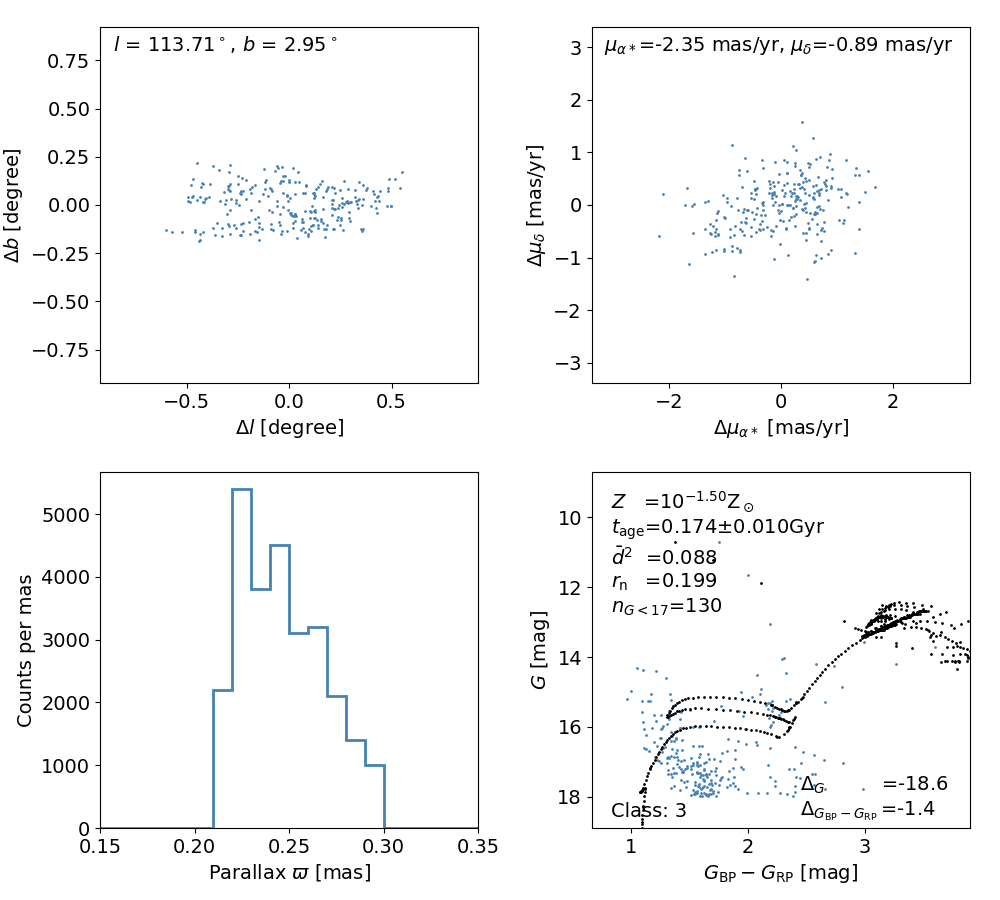 l = 113.71°, b = 2.95°
0.75
0.50
0.25
0.00
−0.25
−0.50
−0.75
Δb [degree]
−0.5 0.0 0.5
Δl [degree]
μα∗=-2.35 mas/yr, μδ=-0.89 mas/yr
3
2
1
0
−1
−2
−3
Δμδ [mas/yr]
−2 0 2
Δμα∗ [mas/yr]
5000
4000
3000
2000
1000
0
Counts per mas
0.15 0.20 0.25 0.30 0.35
Parallax ϖ [mas]
Z =10^−1.50 Z⊙
tage=0.174±0.010Gyr
d̄² =0.088
rn =0.199
nG<17=130
10
12
14
16
18
G [mag]
ΔG =-18.6
ΔGBP−GRP =-1.4
Class: 3
1 2 3
GBP − GRP [mag]